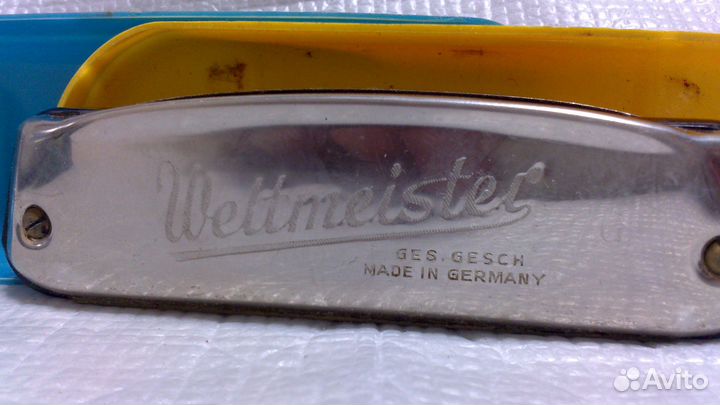 Weltmeister
GES. GESCH
MADE IN GERMANY
Avito